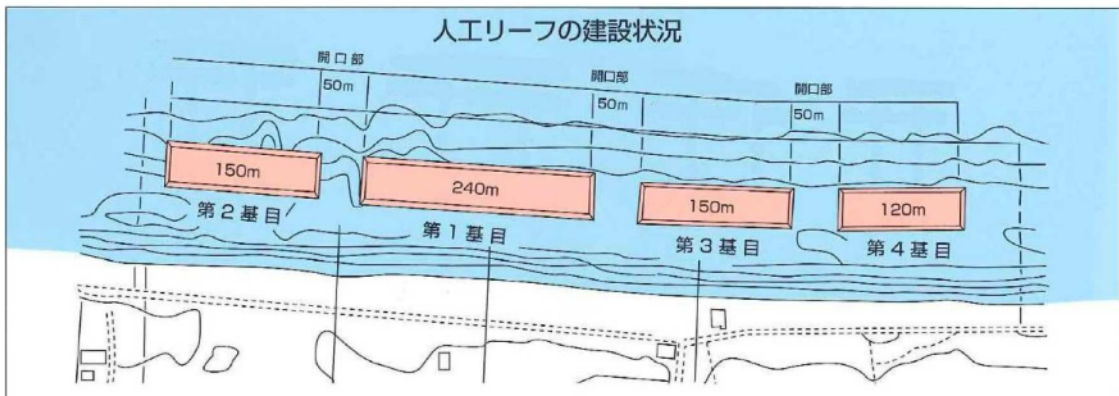 人工リーフの建設状況
開口部
50m
開口部
50m
開口部
50m
150m
240m
150m
120m
第2基目
第1基目
第3基目
第4基目